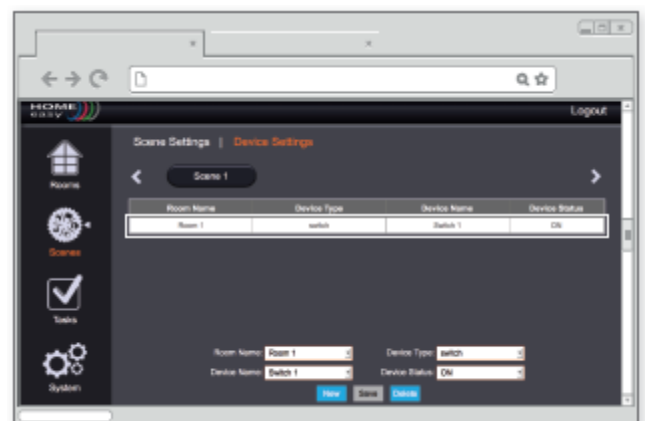 HOME
easy
Logout
Scene Settings | Device Settings
Scene 1
Rooms
Room Name Device Type Device Name Device Status
Room 1 switch Switch 1 ON
Scenes
Tasks
Room Name: Room 1 Device Type: switch
Device Name: Switch 1 Device Status: ON
System
New Save Delete